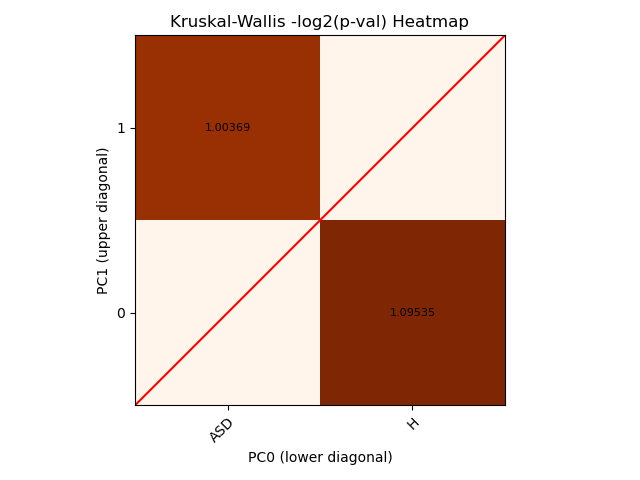 Kruskal-Wallis -log2(p-val) Heatmap
1
1.00369
PC1 (upper diagonal)
0
1.09535
ASD
H
PC0 (lower diagonal)